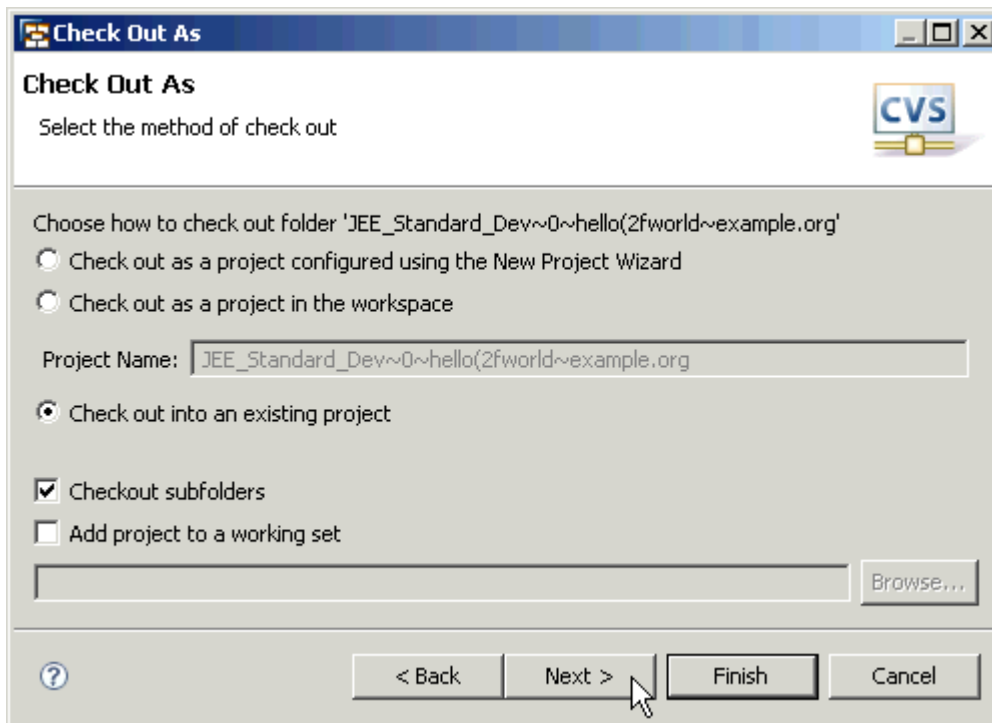 Check Out As
Check Out As
Select the method of check out
CVS
Choose how to check out folder 'JEE_Standard_Dev~0~hello(2fworld~example.org'
Check out as a project configured using the New Project Wizard
Check out as a project in the workspace
Project Name: JEE_Standard_Dev~0~hello(2fworld~example.org
Check out into an existing project
Checkout subfolders
Add project to a working set
Browse...
? < Back Next > Finish Cancel